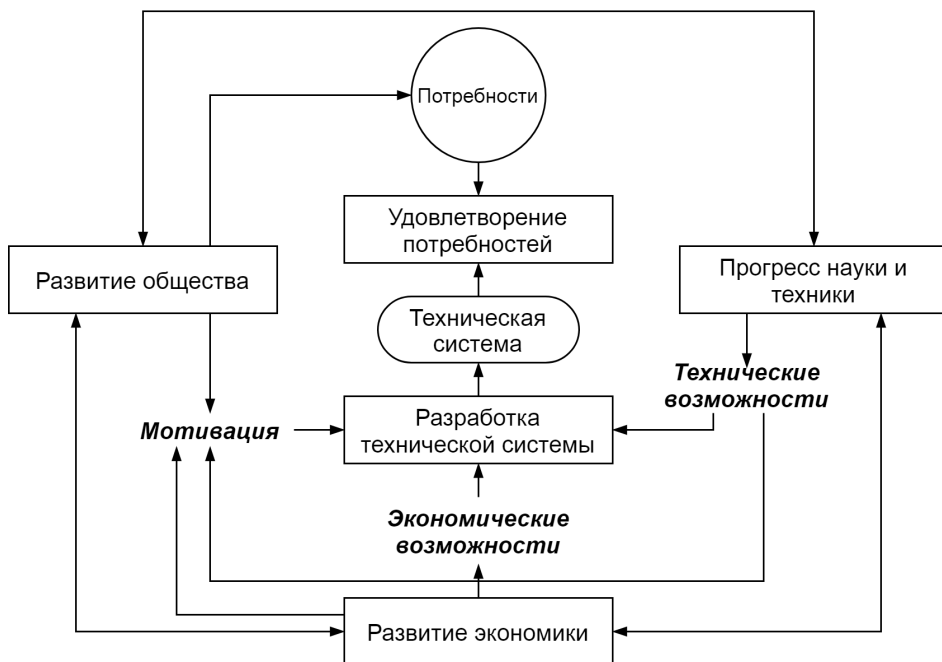 Потребности
Удовлетворение
потребностей
Развитие общества
Прогресс науки и
техники
Техническая
система
Технические
возможности
Мотивация
Разработка
технической системы
Экономические
возможности
Развитие экономики